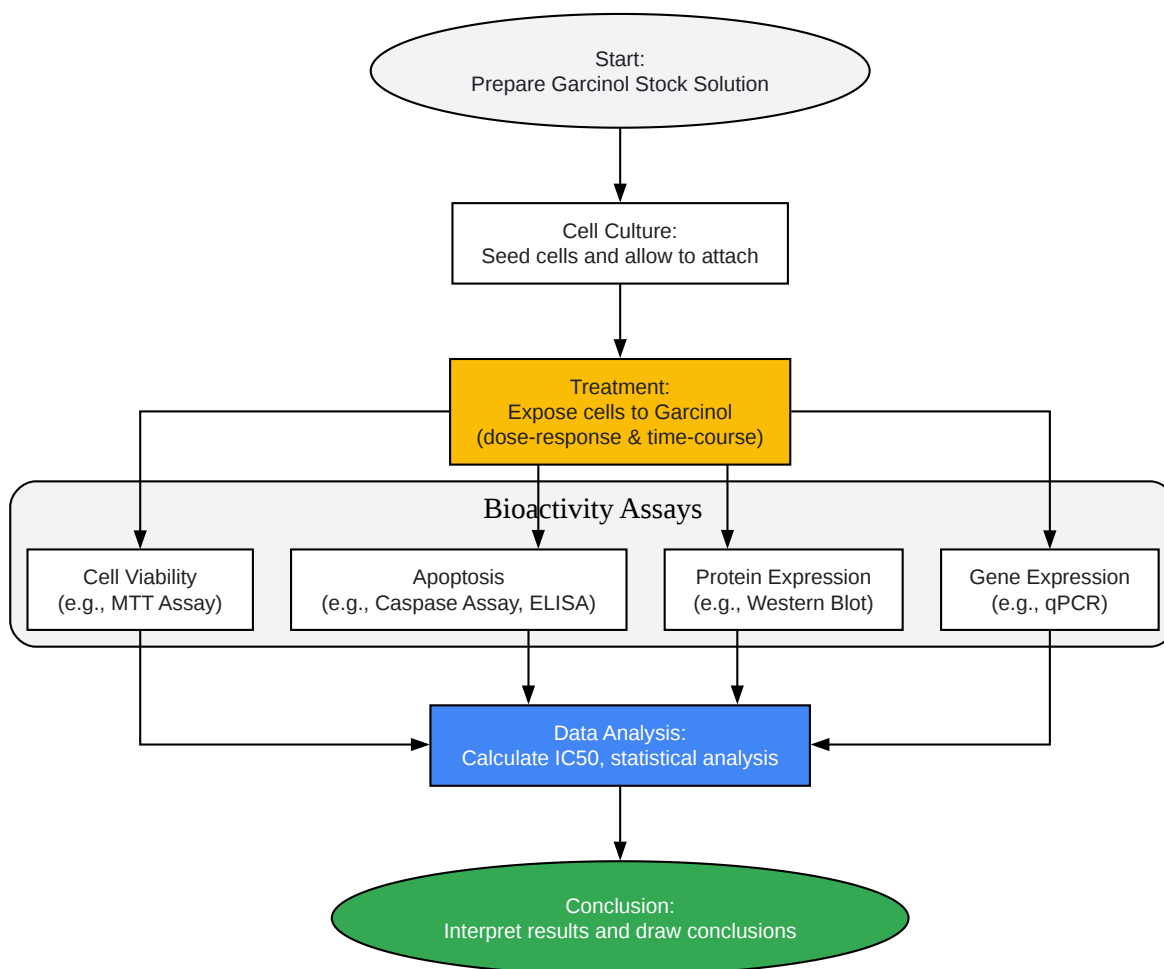 Start:
Prepare Garcinol Stock Solution
Cell Culture:
Seed cells and allow to attach
Treatment:
Expose cells to Garcinol
(dose-response & time-course)
Bioactivity Assays
Cell Viability
(e.g., MTT Assay)
Apoptosis
(e.g., Caspase Assay, ELISA)
Protein Expression
(e.g., Western Blot)
Gene Expression
(e.g., qPCR)
Data Analysis:
Calculate IC50, statistical analysis
Conclusion:
Interpret results and draw conclusions